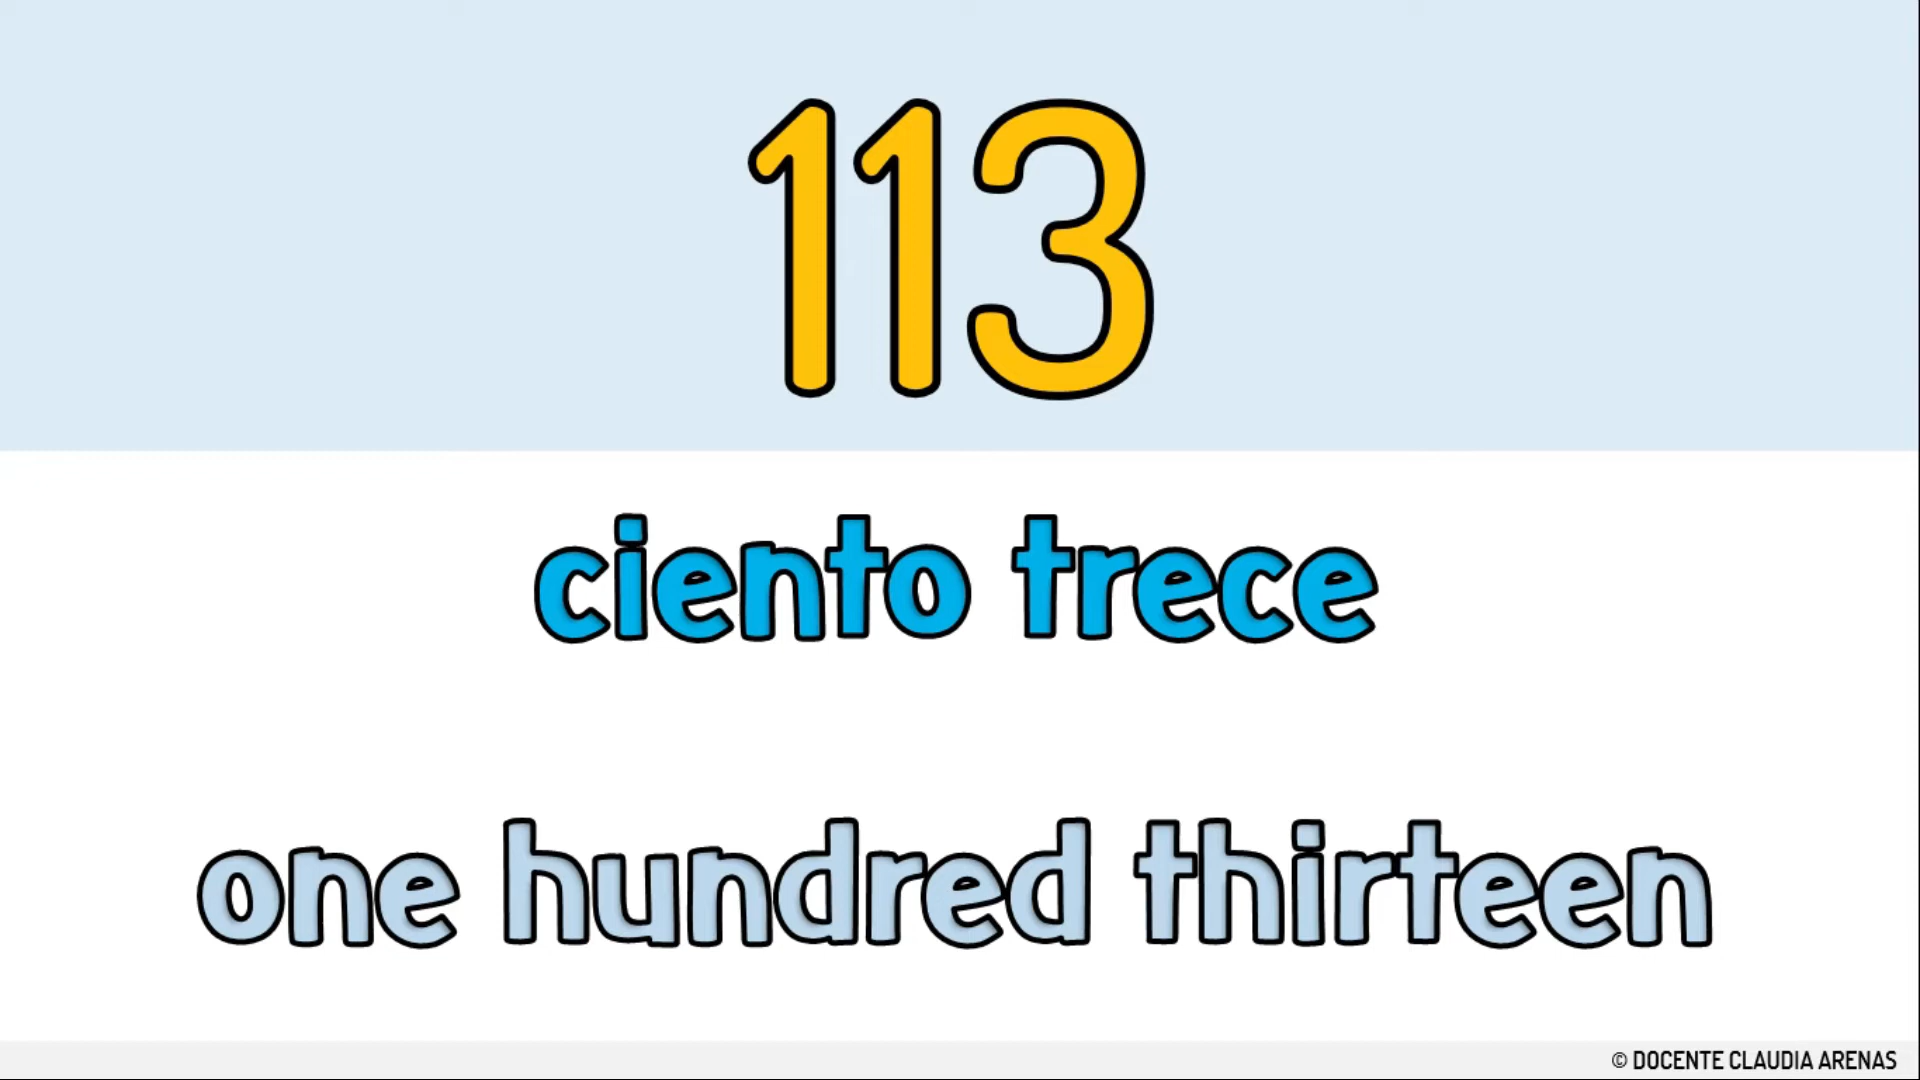 113
ciento trece
one hundred thirteen
© DOCENTE CLAUDIA ARENAS